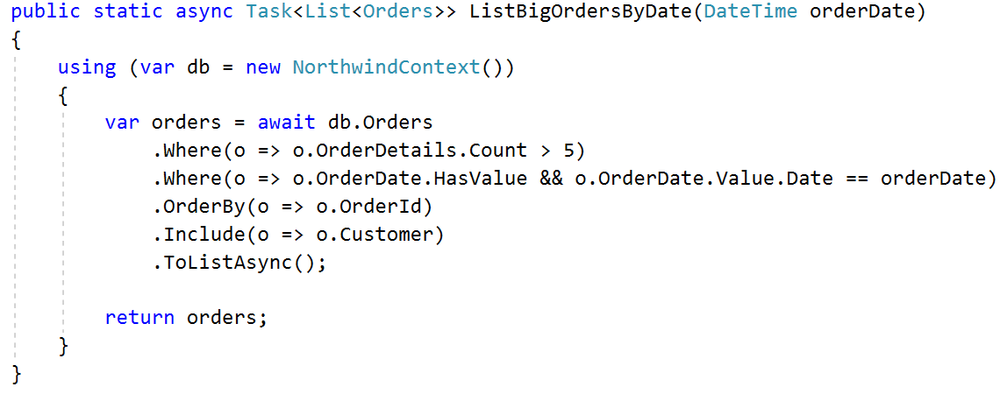 public static async Task<List<Orders>> ListBigOrdersByDate(DateTime orderDate)
{
    using (var db = new NorthwindContext())
    {
        var orders = await db.Orders
            .Where(o => o.OrderDetails.Count > 5)
            .Where(o => o.OrderDate.HasValue && o.OrderDate.Value.Date == orderDate)
            .OrderBy(o => o.OrderId)
            .Include(o => o.Customer)
            .ToListAsync();

        return orders;
    }
}